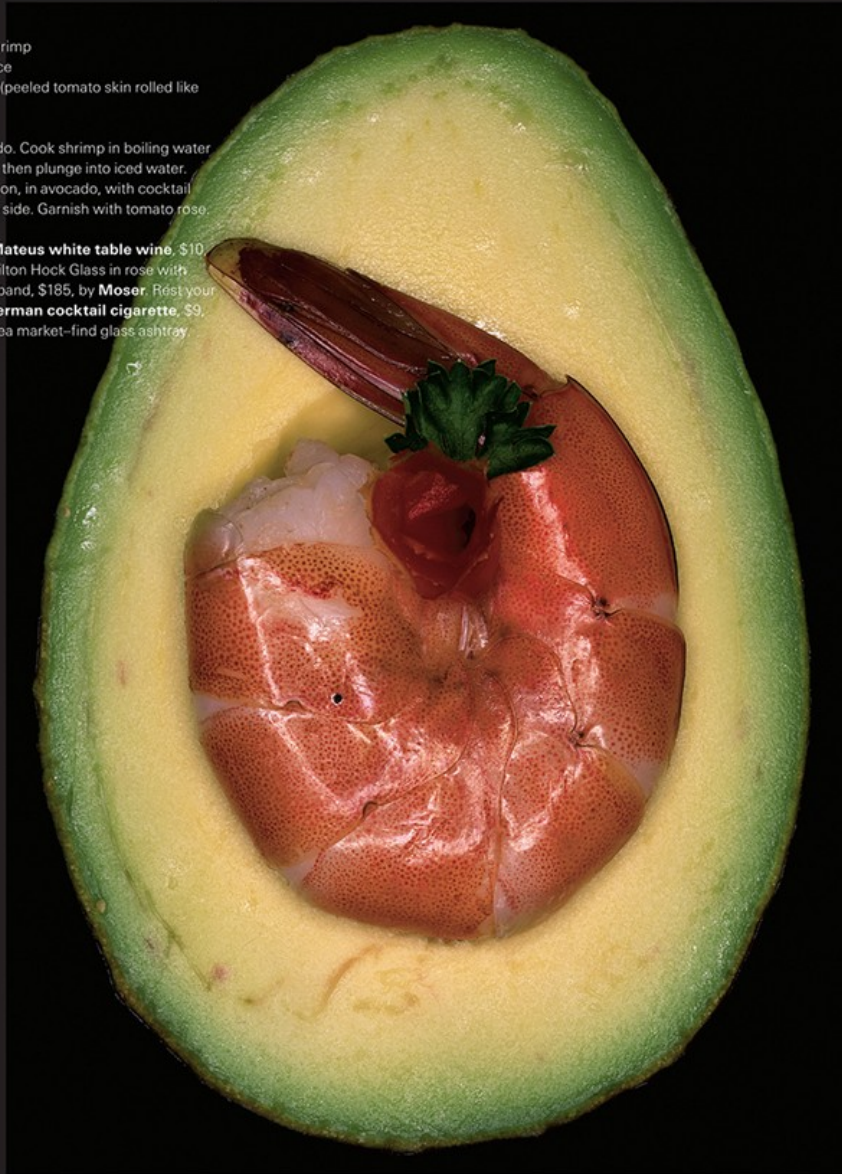 rimp
ce
(peeled tomato skin rolled like
do. Cook shrimp in boiling water
then plunge into iced water.
on, in avocado, with cocktail
side. Garnish with tomato rose.
Mateus white table wine, $10,
ilton Hock Glass in rose with
band, $185, by Moser. Rest your
erman cocktail cigarette, $9,
ea market–find glass ashtray.